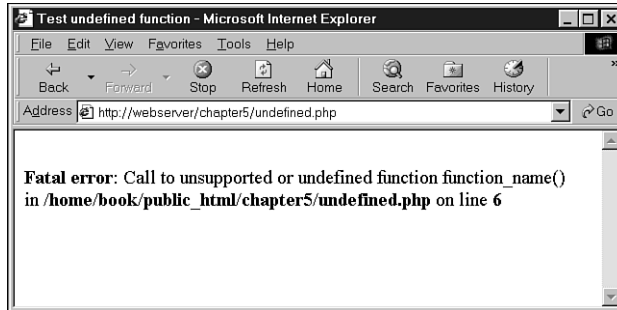 Test undefined function - Microsoft Internet Explorer
File Edit View Favorites Tools Help
Back Forward Stop Refresh Home Search Favorites History »
Address http://webserver/chapter5/undefined.php Go
Fatal error: Call to unsupported or undefined function function_name()
in /home/book/public_html/chapter5/undefined.php on line 6